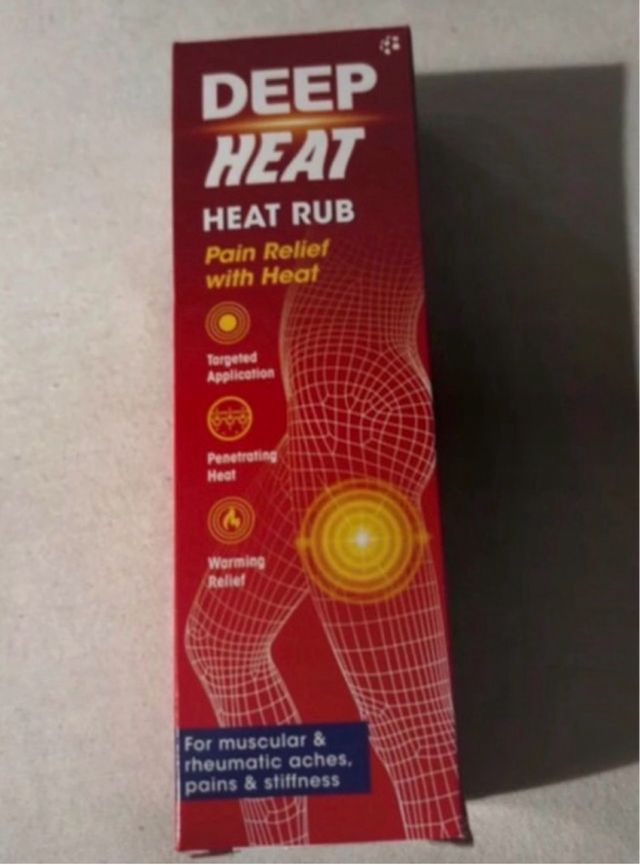 DEEP
HEAT
HEAT RUB
Pain Relief
with Heat
Targeted
Application
Penetrating
Heat
Warming
Relief
For muscular &
rheumatic aches,
pains & stiffness